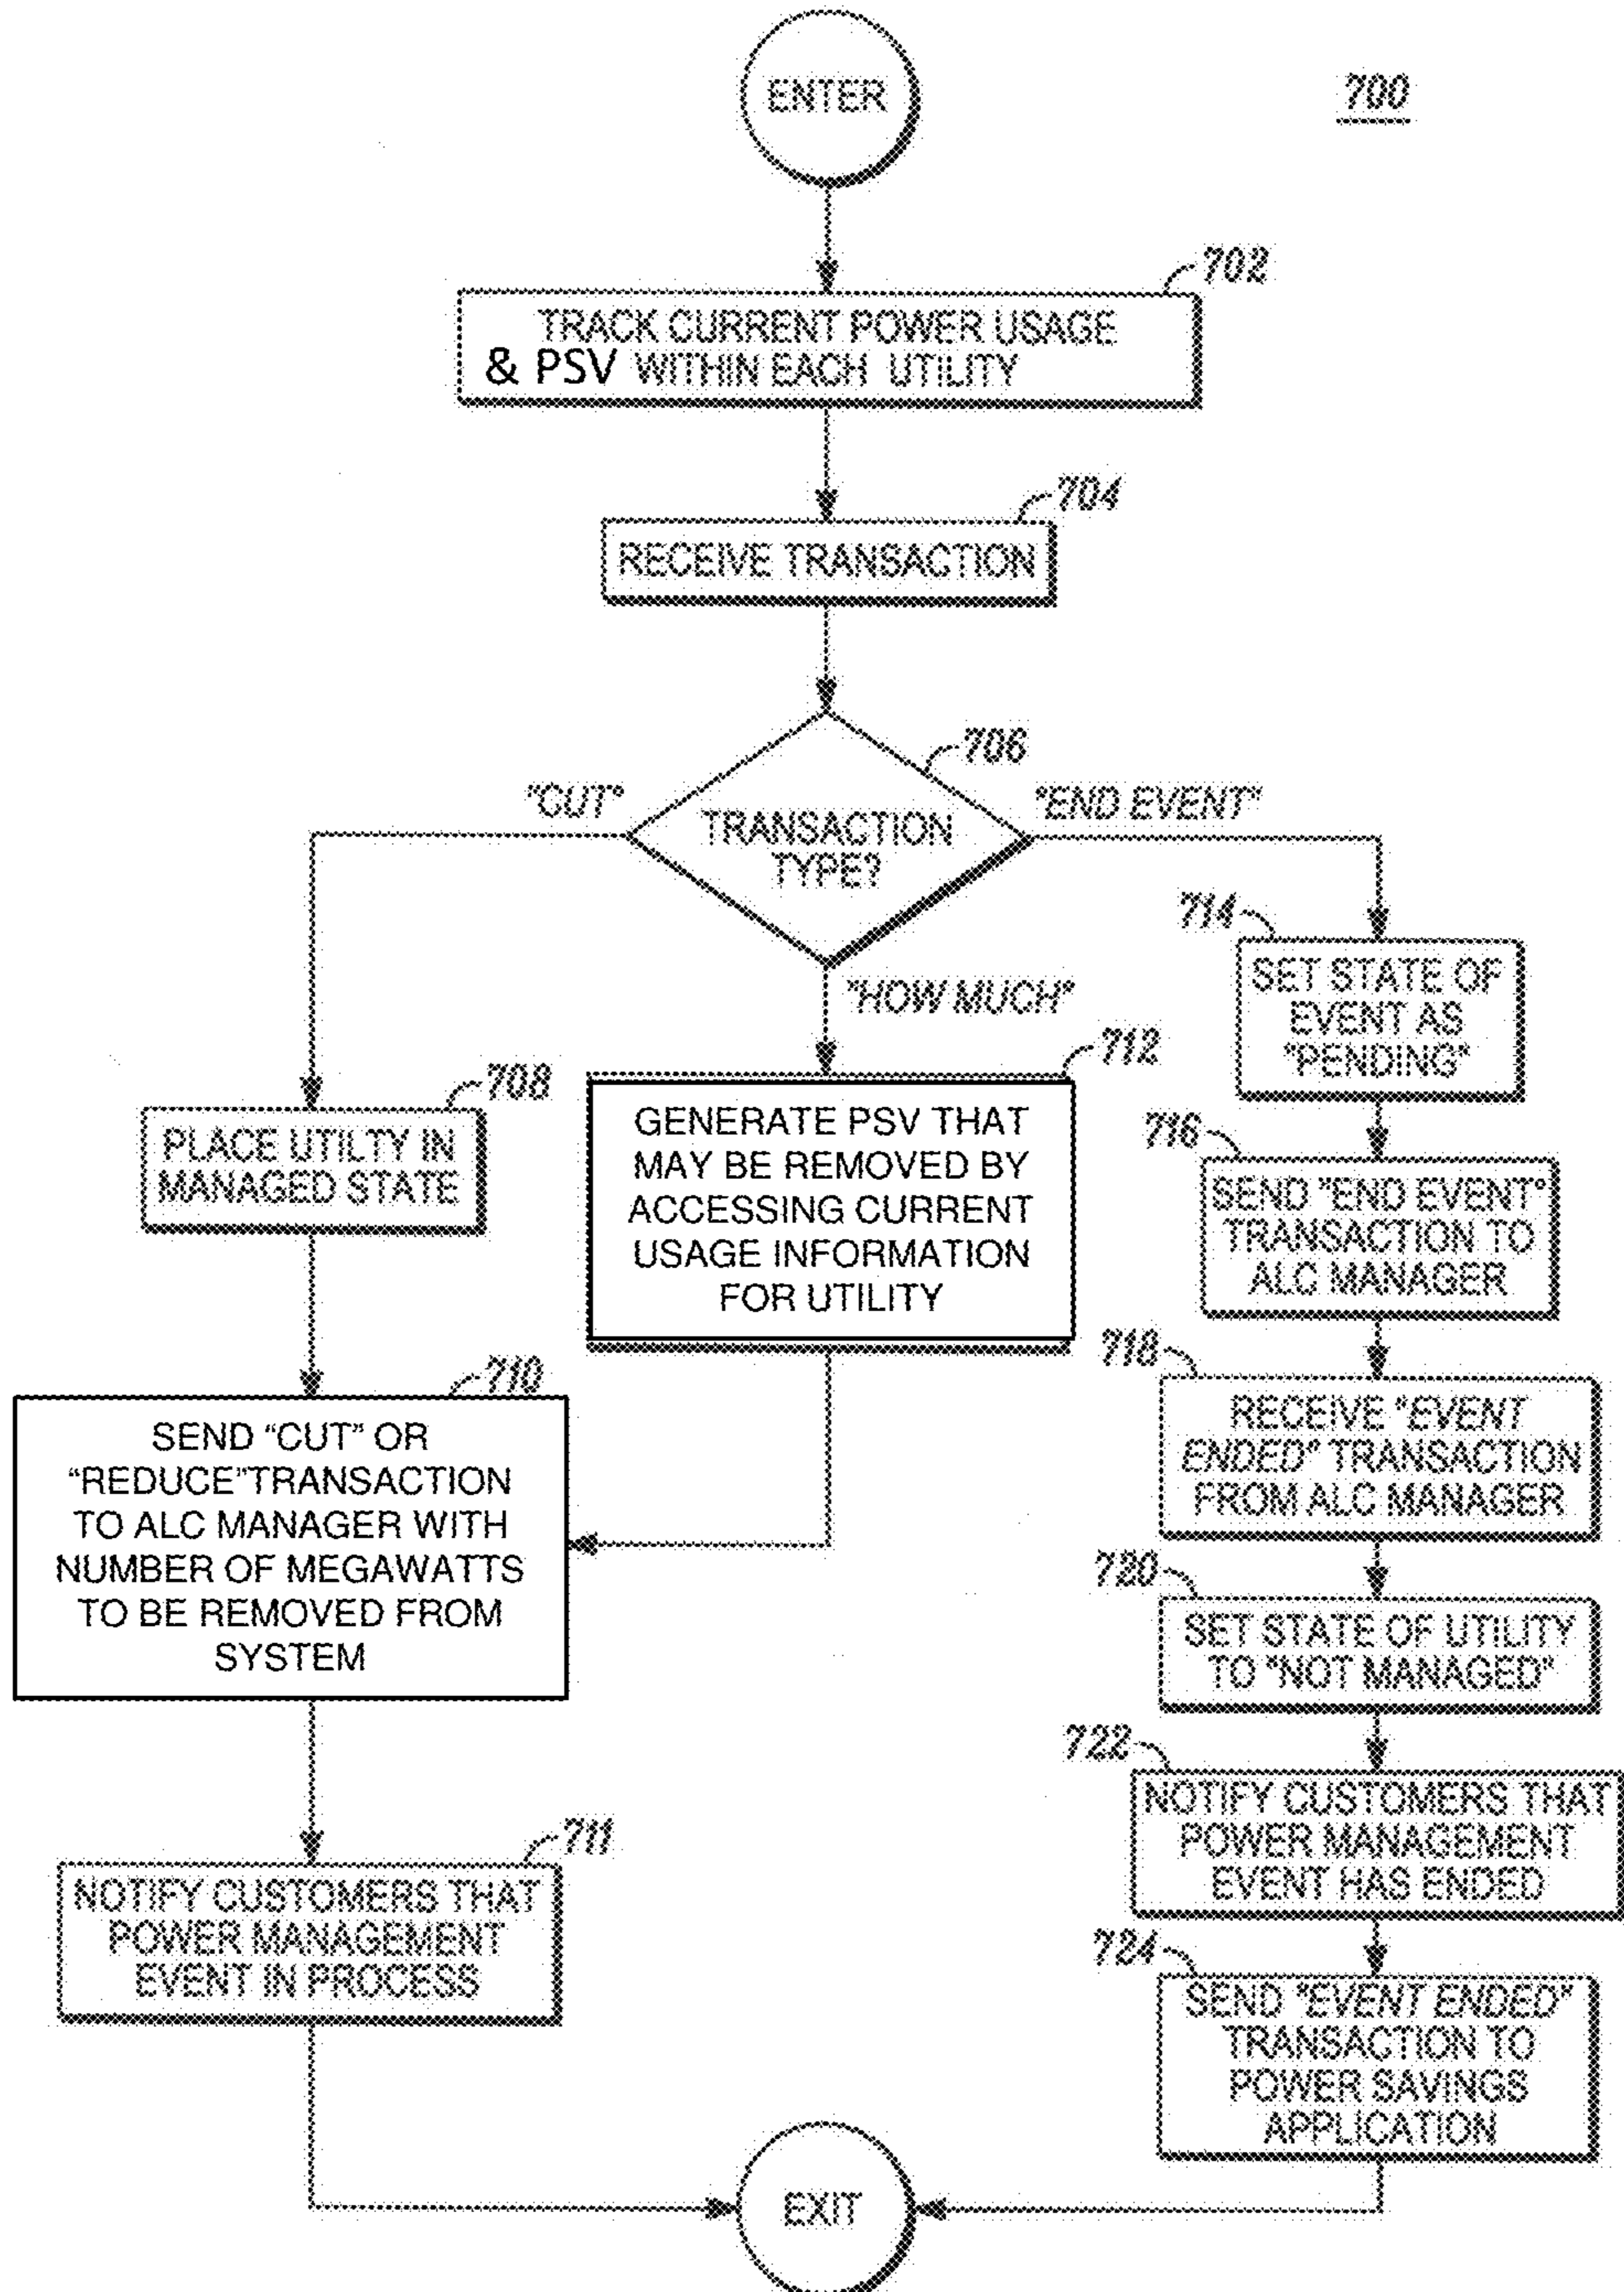 ENTER
700
702
TRACK CURRENT POWER USAGE
& PSV WITHIN EACH UTILITY
704
RECEIVE TRANSACTION
706
"CUT"
TRANSACTION
TYPE?
"END EVENT"
"HOW MUCH"
708
PLACE UTILTY IN
MANAGED STATE
712
GENERATE PSV THAT
MAY BE REMOVED BY
ACCESSING CURRENT
USAGE INFORMATION
FOR UTILITY
710
SEND "CUT" OR
"REDUCE"TRANSACTION
TO ALC MANAGER WITH
NUMBER OF MEGAWATTS
TO BE REMOVED FROM
SYSTEM
711
NOTIFY CUSTOMERS THAT
POWER MANAGEMENT
EVENT IN PROCESS
714
SET STATE OF
EVENT AS
"PENDING"
716
SEND "END EVENT"
TRANSACTION TO
ALC MANAGER
718
RECEIVE "EVENT
ENDED" TRANSACTION
FROM ALC MANAGER
720
SET STATE OF UTILITY
TO "NOT MANAGED"
722
NOTIFY CUSTOMERS THAT
POWER MANAGEMENT
EVENT HAS ENDED
724
SEND "EVENT ENDED"
TRANSACTION TO
POWER SAVINGS
APPLICATION
EXIT